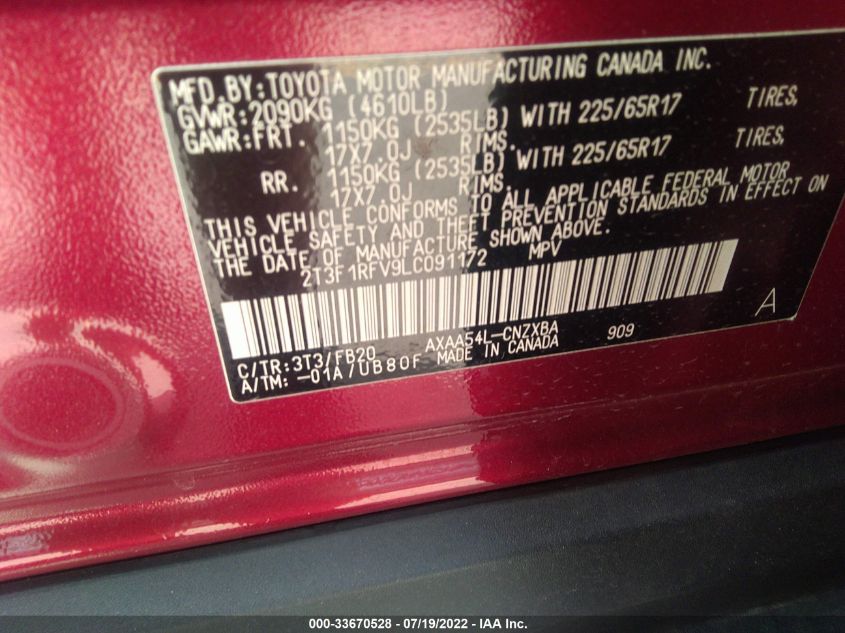 MFD. BY: TOYOTA MOTOR MANUFACTURING CANADA INC.
GVWR: 2090KG (4610LB)
GAWR: FRT. 1150KG (2535LB) WITH 225/65R17 TIRES,
17X7.0J RIMS.
RR. 1150KG (2535LB) WITH 225/65R17 TIRES,
17X7.0J RIMS.
THIS VEHICLE CONFORMS TO ALL APPLICABLE FEDERAL MOTOR
VEHICLE SAFETY AND THEFT PREVENTION STANDARDS IN EFFECT ON
THE DATE OF MANUFACTURE SHOWN ABOVE.
2T3F1RFV9LC091172 MPV
A
C/TR: 3T3/FB20 AXAA54L-CNZXBA 909
A/TM: -01A/UB80F MADE IN CANADA
000-33670528 - 07/19/2022 - IAA Inc.